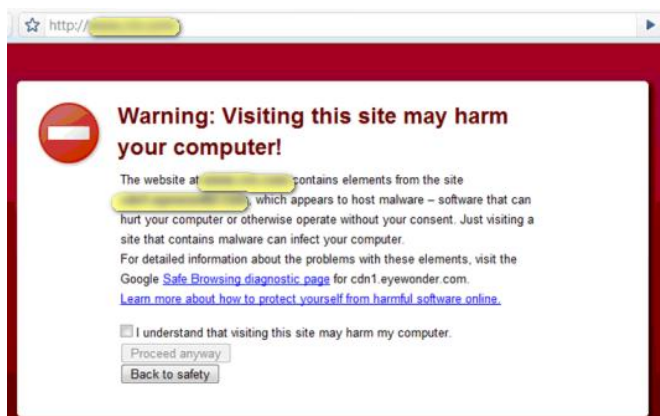 http://
Warning: Visiting this site may harm
your computer!
The website at contains elements from the site
, which appears to host malware – software that can
hurt your computer or otherwise operate without your consent. Just visiting a
site that contains malware can infect your computer.
For detailed information about the problems with these elements, visit the
Google Safe Browsing diagnostic page for cdn1.eyewonder.com.
Learn more about how to protect yourself from harmful software online.
I understand that visiting this site may harm my computer.
Proceed anyway
Back to safety